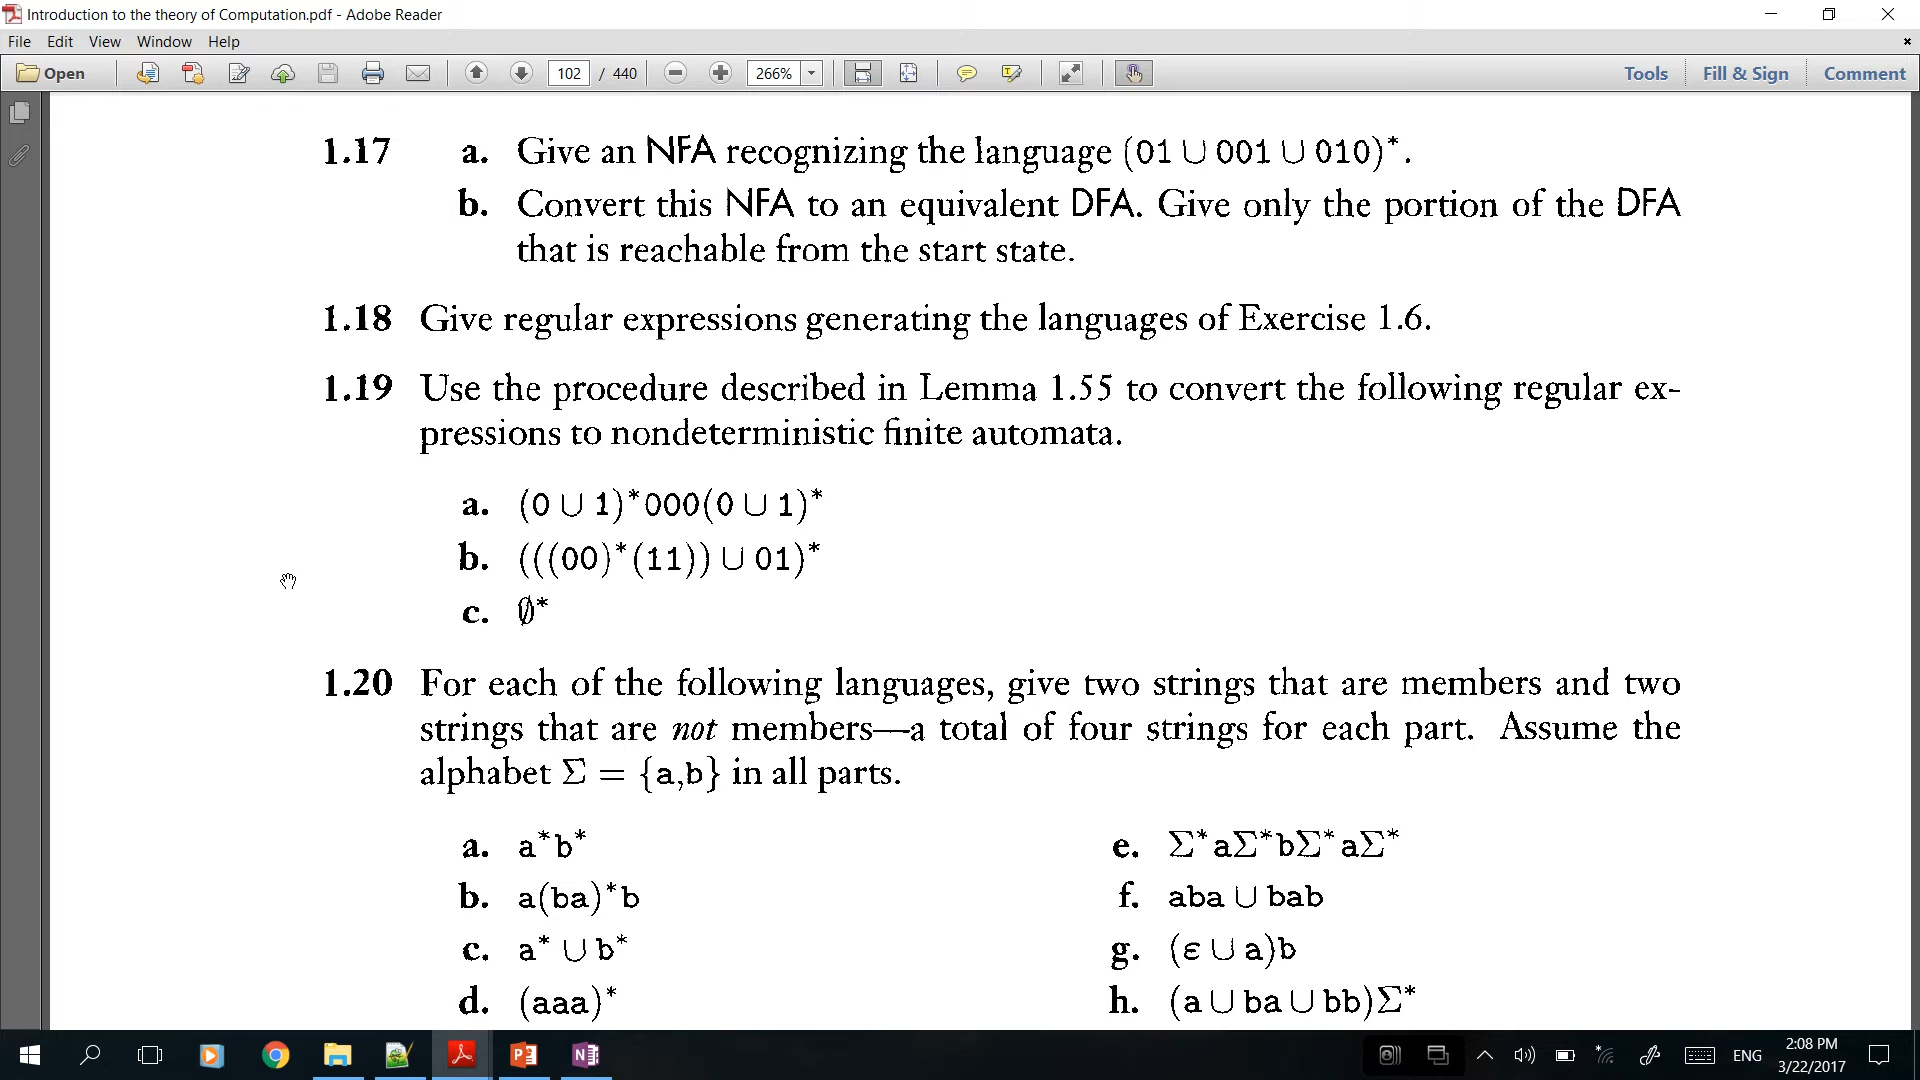 Introduction to the theory of Computation.pdf - Adobe Reader
File Edit View Window Help
Open 102 / 440 266% Tools Fill & Sign Comment
1.17 a. Give an NFA recognizing the language (01 ∪ 001 ∪ 010)*.
b. Convert this NFA to an equivalent DFA. Give only the portion of the DFA
that is reachable from the start state.
1.18 Give regular expressions generating the languages of Exercise 1.6.
1.19 Use the procedure described in Lemma 1.55 to convert the following regular ex-
pressions to nondeterministic finite automata.
a. (0 ∪ 1)*000(0 ∪ 1)*
b. (((00)*(11)) ∪ 01)*
c. ∅*
1.20 For each of the following languages, give two strings that are members and two
strings that are not members—a total of four strings for each part. Assume the
alphabet Σ = {a,b} in all parts.
a. a*b*
b. a(ba)*b
c. a* ∪ b*
d. (aaa)*
e. Σ*aΣ*bΣ*aΣ*
f. aba ∪ bab
g. (ε ∪ a)b
h. (a ∪ ba ∪ bb)Σ*
ENG
2:08 PM
3/22/2017